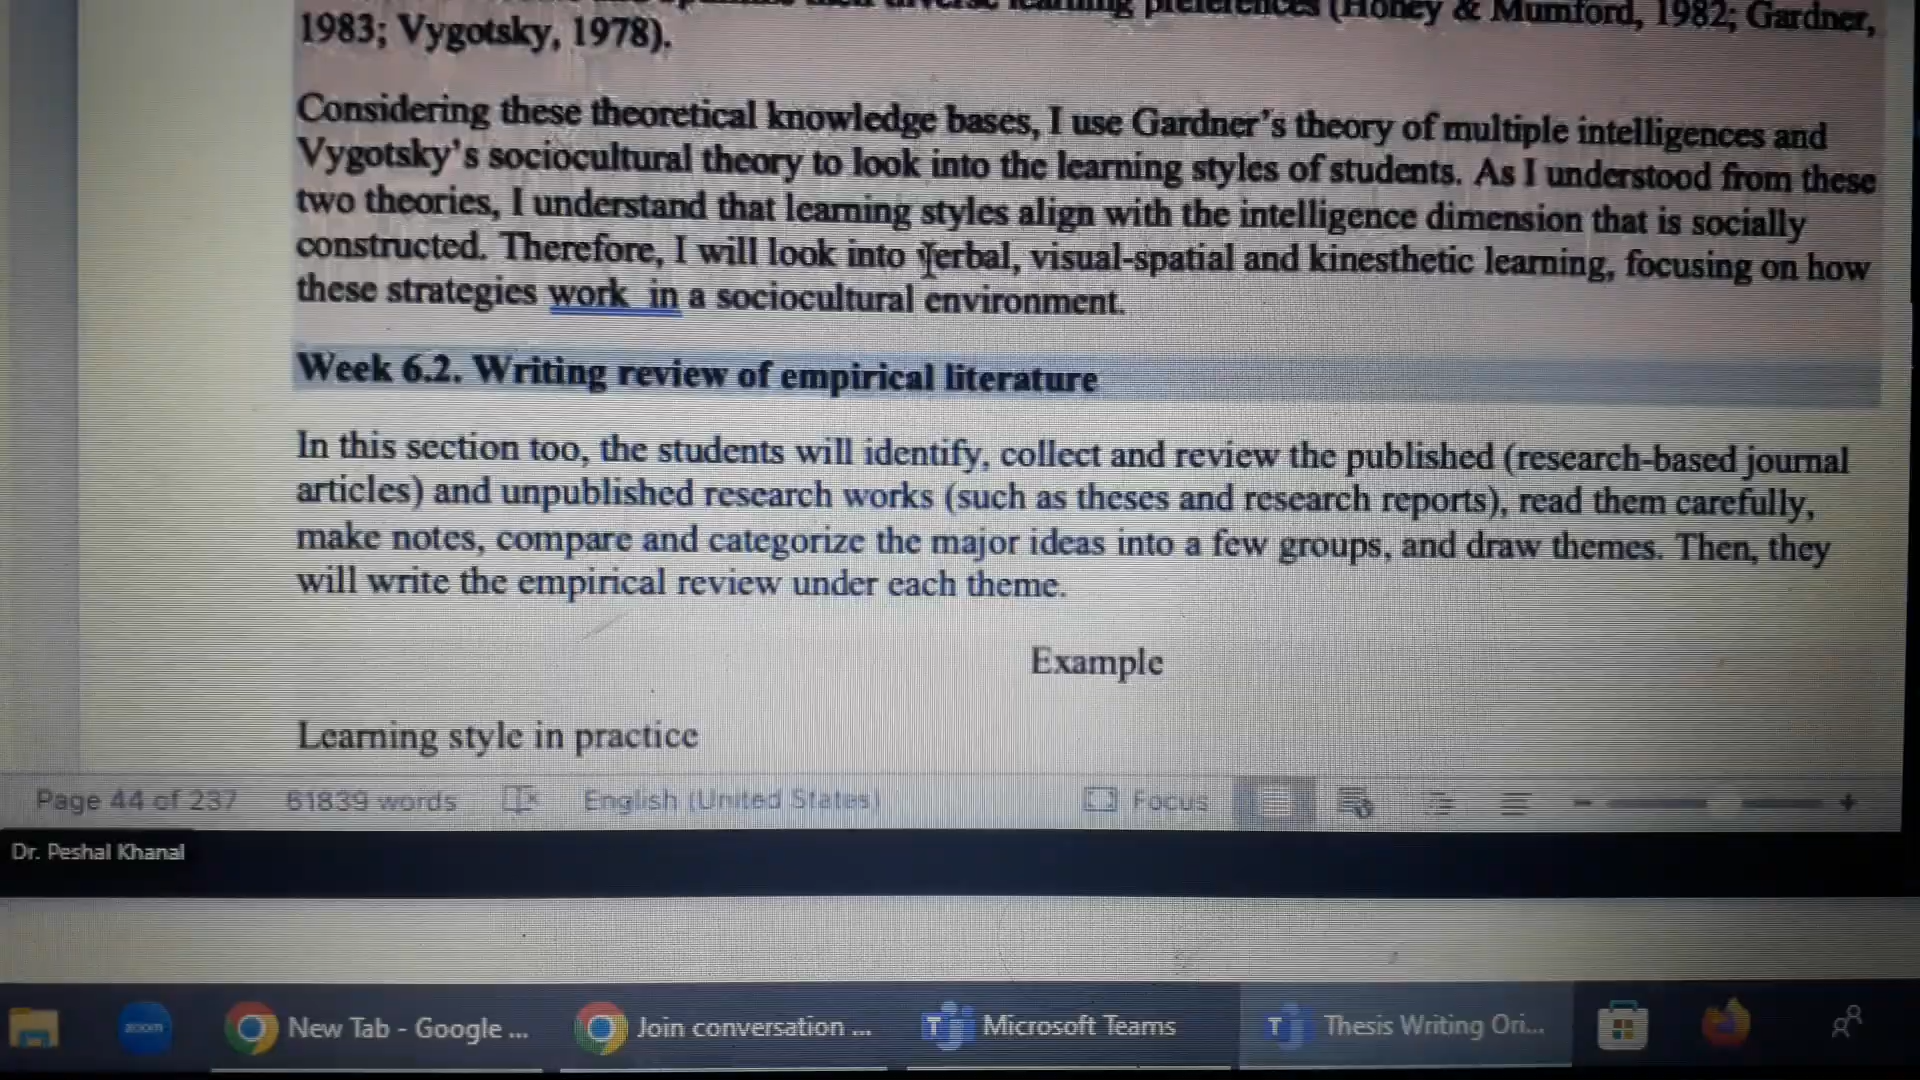 preferences (Honey & Mumford, 1982; Gardner,
1983; Vygotsky, 1978).
Considering these theoretical knowledge bases, I use Gardner's theory of multiple intelligences and
Vygotsky's sociocultural theory to look into the learning styles of students. As I understood from these
two theories, I understand that learning styles align with the intelligence dimension that is socially
constructed. Therefore, I will look into verbal, visual-spatial and kinesthetic learning, focusing on how
these strategies work in a sociocultural environment.
Week 6.2. Writing review of empirical literature
In this section too, the students will identify, collect and review the published (research-based journal
articles) and unpublished research works (such as theses and research reports), read them carefully,
make notes, compare and categorize the major ideas into a few groups, and draw themes. Then, they
will write the empirical review under each theme.
Example
Learning style in practice
Page 44 of 237 61839 words English (United States) Focus
Dr. Peshal Khanal
zoom New Tab - Google ... Join conversation ... T Microsoft Teams T Thesis Writing Ori...